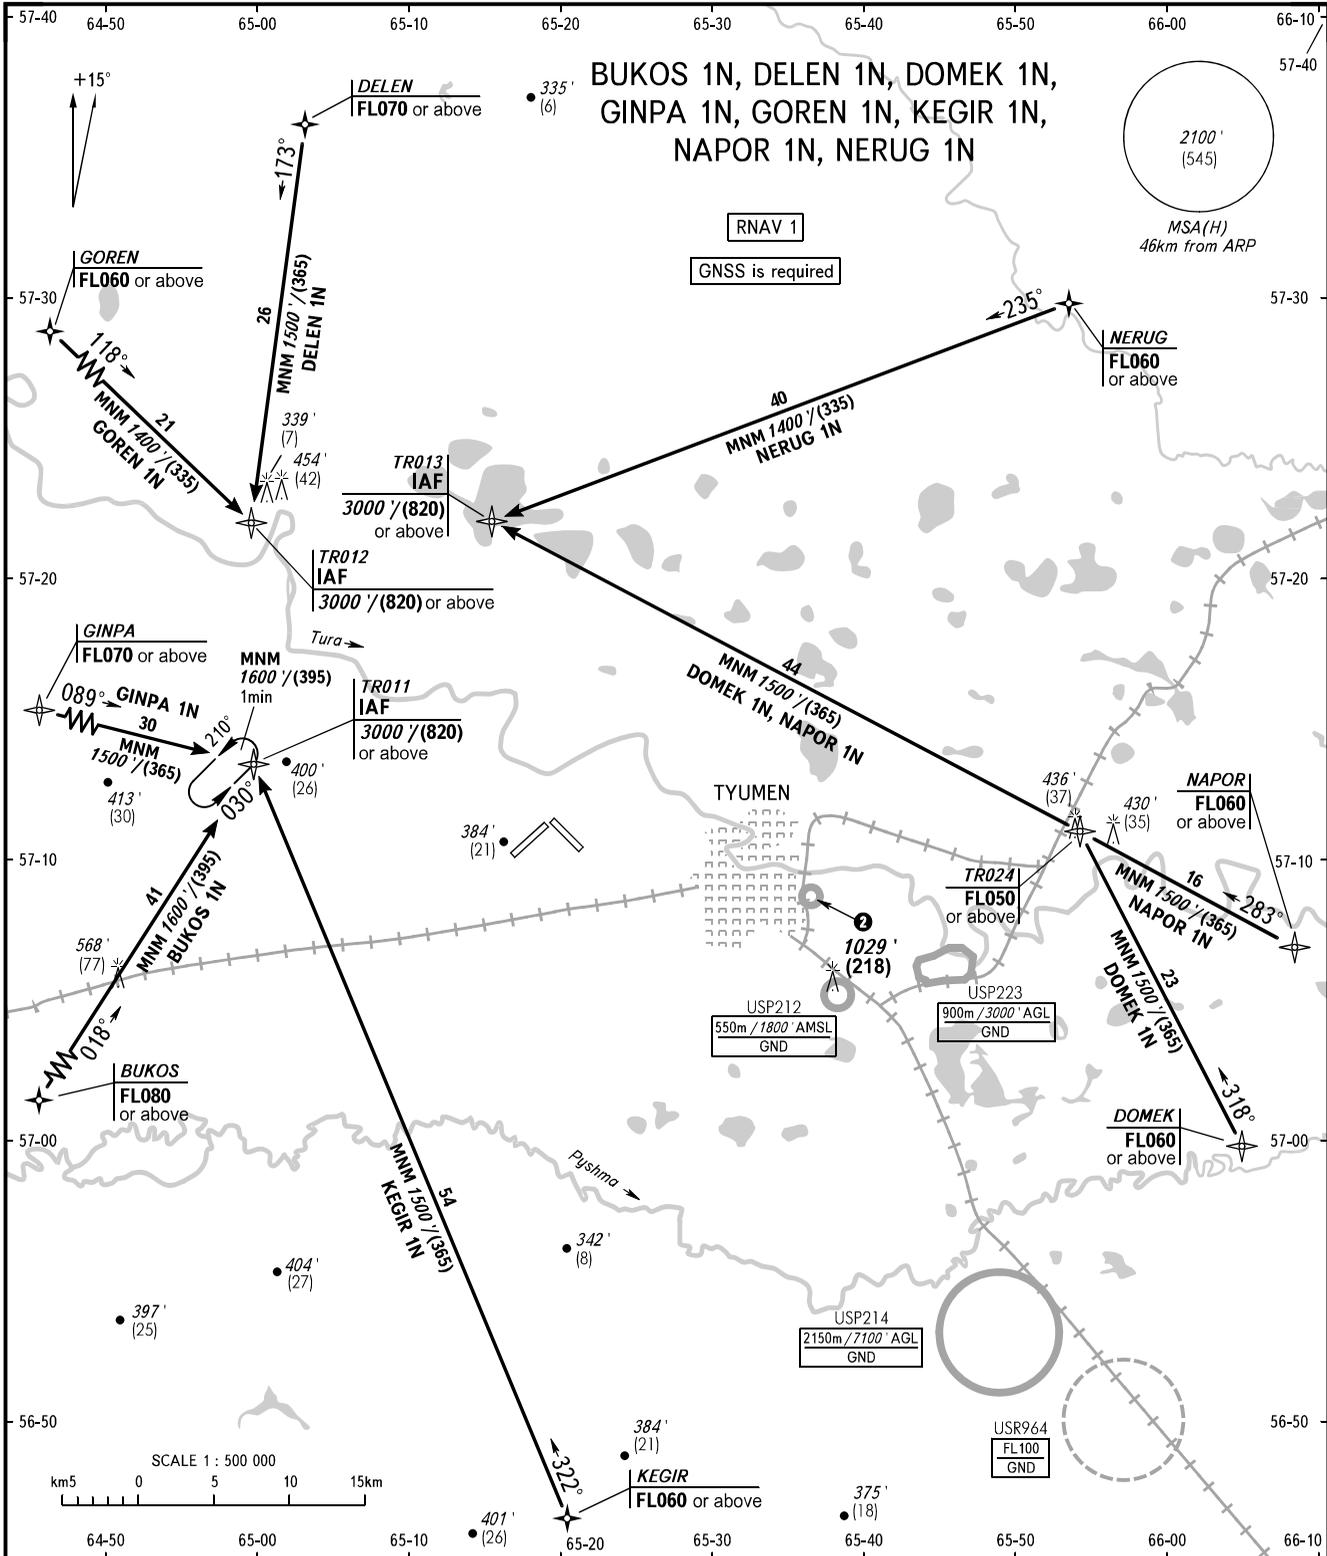 57-40
64-50
65-00
65-10
65-20
65-30
65-40
65-50
66-00
66-10
57-40
+15°
BUKOS 1N, DELEN 1N, DOMEK 1N,
GINPA 1N, GOREN 1N, KEGIR 1N,
NAPOR 1N, NERUG 1N
RNAV 1
GNSS is required
2100'
(545)
MSA(H)
46km from ARP
DELEN
FL070 or above
335'
(6)
173°
26
MNM 1500'/(365)
DELEN 1N
GOREN
FL060 or above
118°
21
MNM 1400'/(335)
GOREN 1N
57-30
57-30
235°
NERUG
FL060
or above
40
MNM 1400'/(335)
NERUG 1N
339'
(7)
454'
(42)
TR013
IAF
3000'/(820)
or above
TR012
IAF
3000'/(820) or above
57-20
57-20
Tura
GINPA
FL070 or above
089°
GINPA 1N
30
MNM
1500'/(365)
MNM
1600'/(395)
1min
210°
030°
TR011
IAF
3000'/(820)
or above
400'
(26)
413'
(30)
44
MNM 1500'/(365)
DOMEK 1N, NAPOR 1N
TYUMEN
384'
(21)
436'
(37)
430'
(35)
NAPOR
FL060
or above
57-10
57-10
TR024
FL050
or above
16
MNM 1500'/(365)
NAPOR 1N
283°
41
MNM 1600'/(395)
BUKOS 1N
568'
(77)
018°
2
1029'
(218)
USP212
550m/1800' AMSL
GND
USP223
900m/3000' AGL
GND
23
MNM 1500'/(365)
DOMEK 1N
318°
BUKOS
FL080
or above
DOMEK
FL060
or above
57-00
57-00
Pyshma
54
MNM 1500'/(365)
KEGIR 1N
342'
(8)
404'
(27)
397'
(25)
USP214
2150m/7100' AGL
GND
56-50
56-50
USR964
FL100
GND
384'
(21)
322°
KEGIR
FL060 or above
375'
(18)
401'
(26)
SCALE 1 : 500 000
km5
0
5
10
15km
64-50
65-00
65-10
65-20
65-30
65-40
65-50
66-00
66-10